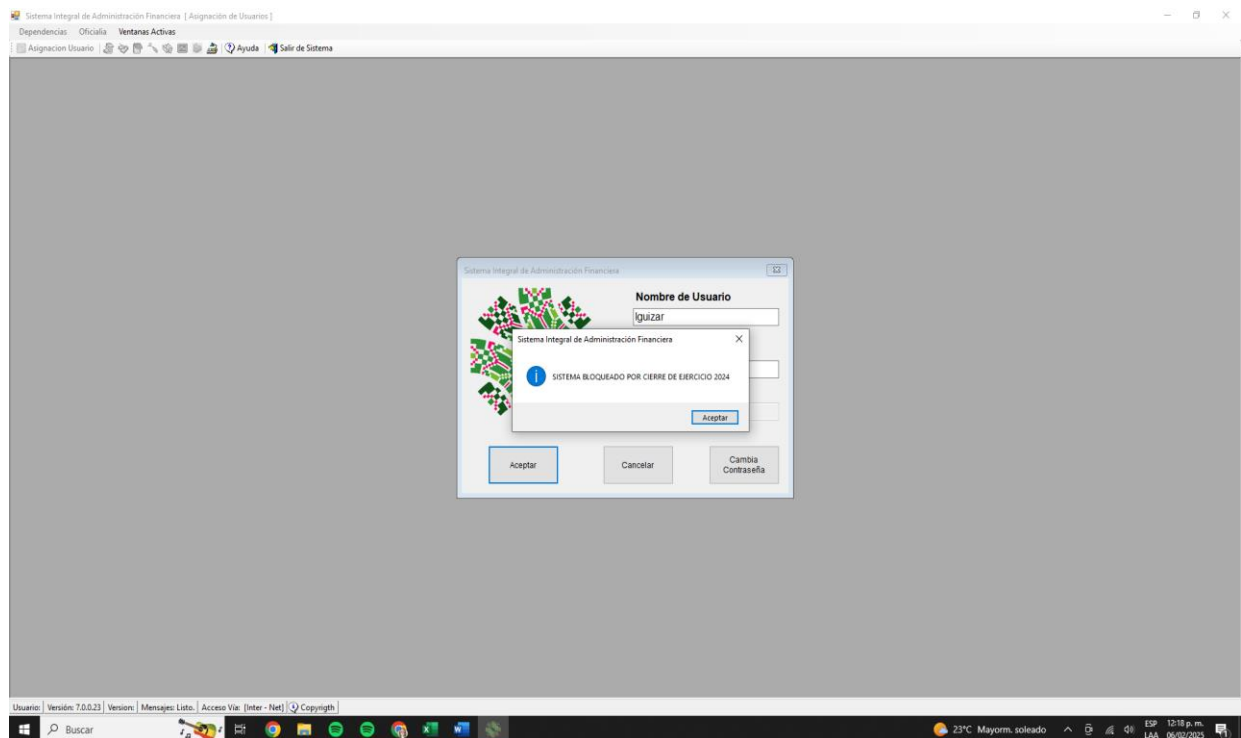 Sistema Integral de Administración Financiera [ Asignación de Usuarios ]
Dependencias Oficialia Ventanas Activas
Asignacion Usuario Ayuda Salir de Sistema
Sistema Integral de Administración Financiera
Nombre de Usuario
lguizar
Sistema Integral de Administración Financiera
SISTEMA BLOQUEADO POR CIERRE DE EJERCICIO 2024
Aceptar
Aceptar Cancelar Cambia
Contraseña
Usuario: Versión: 7.0.0.23 Version: Mensajes: Listo. Acceso Vía: [Inter - Net] Copyrigth
Buscar 23°C Mayorm. soleado ESP 12:18 p. m.
LAA 06/02/2025